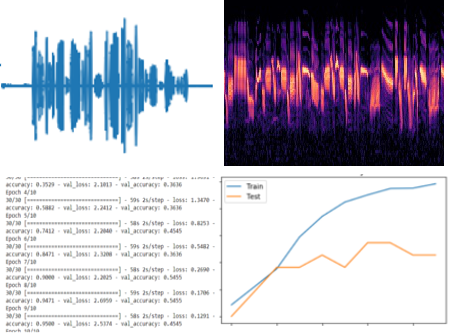 accuracy: 0.3529 - val_loss: 2.1013 - val_accuracy: 0.3636
Epoch 4/10
30/30 [==============================] - 59s 2s/step - loss: 1.3470 -
accuracy: 0.5882 - val_loss: 2.2412 - val_accuracy: 0.3636
Epoch 5/10
30/30 [==============================] - 58s 2s/step - loss: 0.8253 -
accuracy: 0.7412 - val_loss: 2.2040 - val_accuracy: 0.4545
Epoch 6/10
30/30 [==============================] - 59s 2s/step - loss: 0.5482 -
accuracy: 0.8471 - val_loss: 2.3208 - val_accuracy: 0.3636
Epoch 7/10
30/30 [==============================] - 58s 2s/step - loss: 0.2690 -
accuracy: 0.9000 - val_loss: 2.2025 - val_accuracy: 0.5455
Epoch 8/10
30/30 [==============================] - 59s 2s/step - loss: 0.1706 -
accuracy: 0.9471 - val_loss: 2.6959 - val_accuracy: 0.5455
Epoch 9/10
30/30 [==============================] - 58s 2s/step - loss: 0.1291 -
accuracy: 0.9500 - val_loss: 2.5374 - val_accuracy: 0.4545
Train
Test